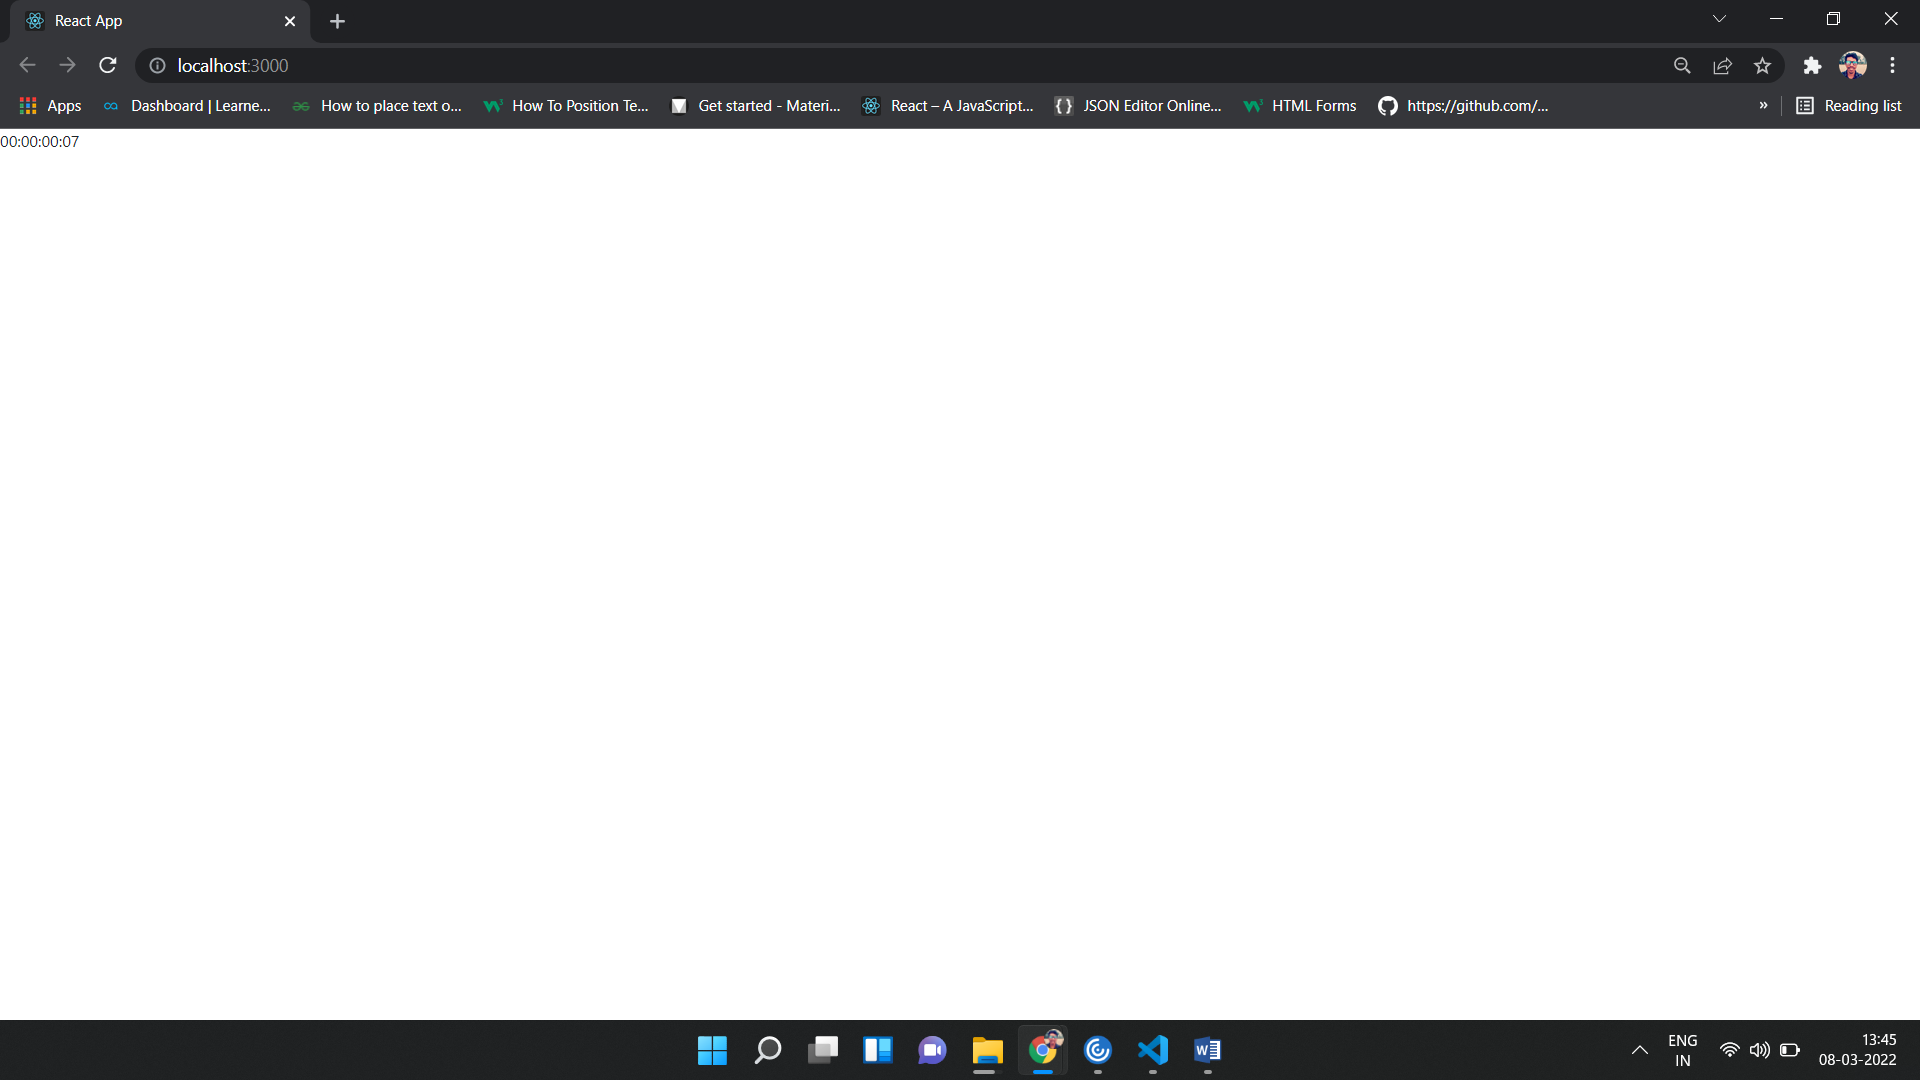 React App
localhost:3000
Apps
Dashboard | Learne...
How to place text o...
How To Position Te...
Get started - Materi...
React – A JavaScript...
JSON Editor Online...
HTML Forms
https://github.com/...
»
Reading list
00:00:00:07
ENG
IN
13:45
08-03-2022